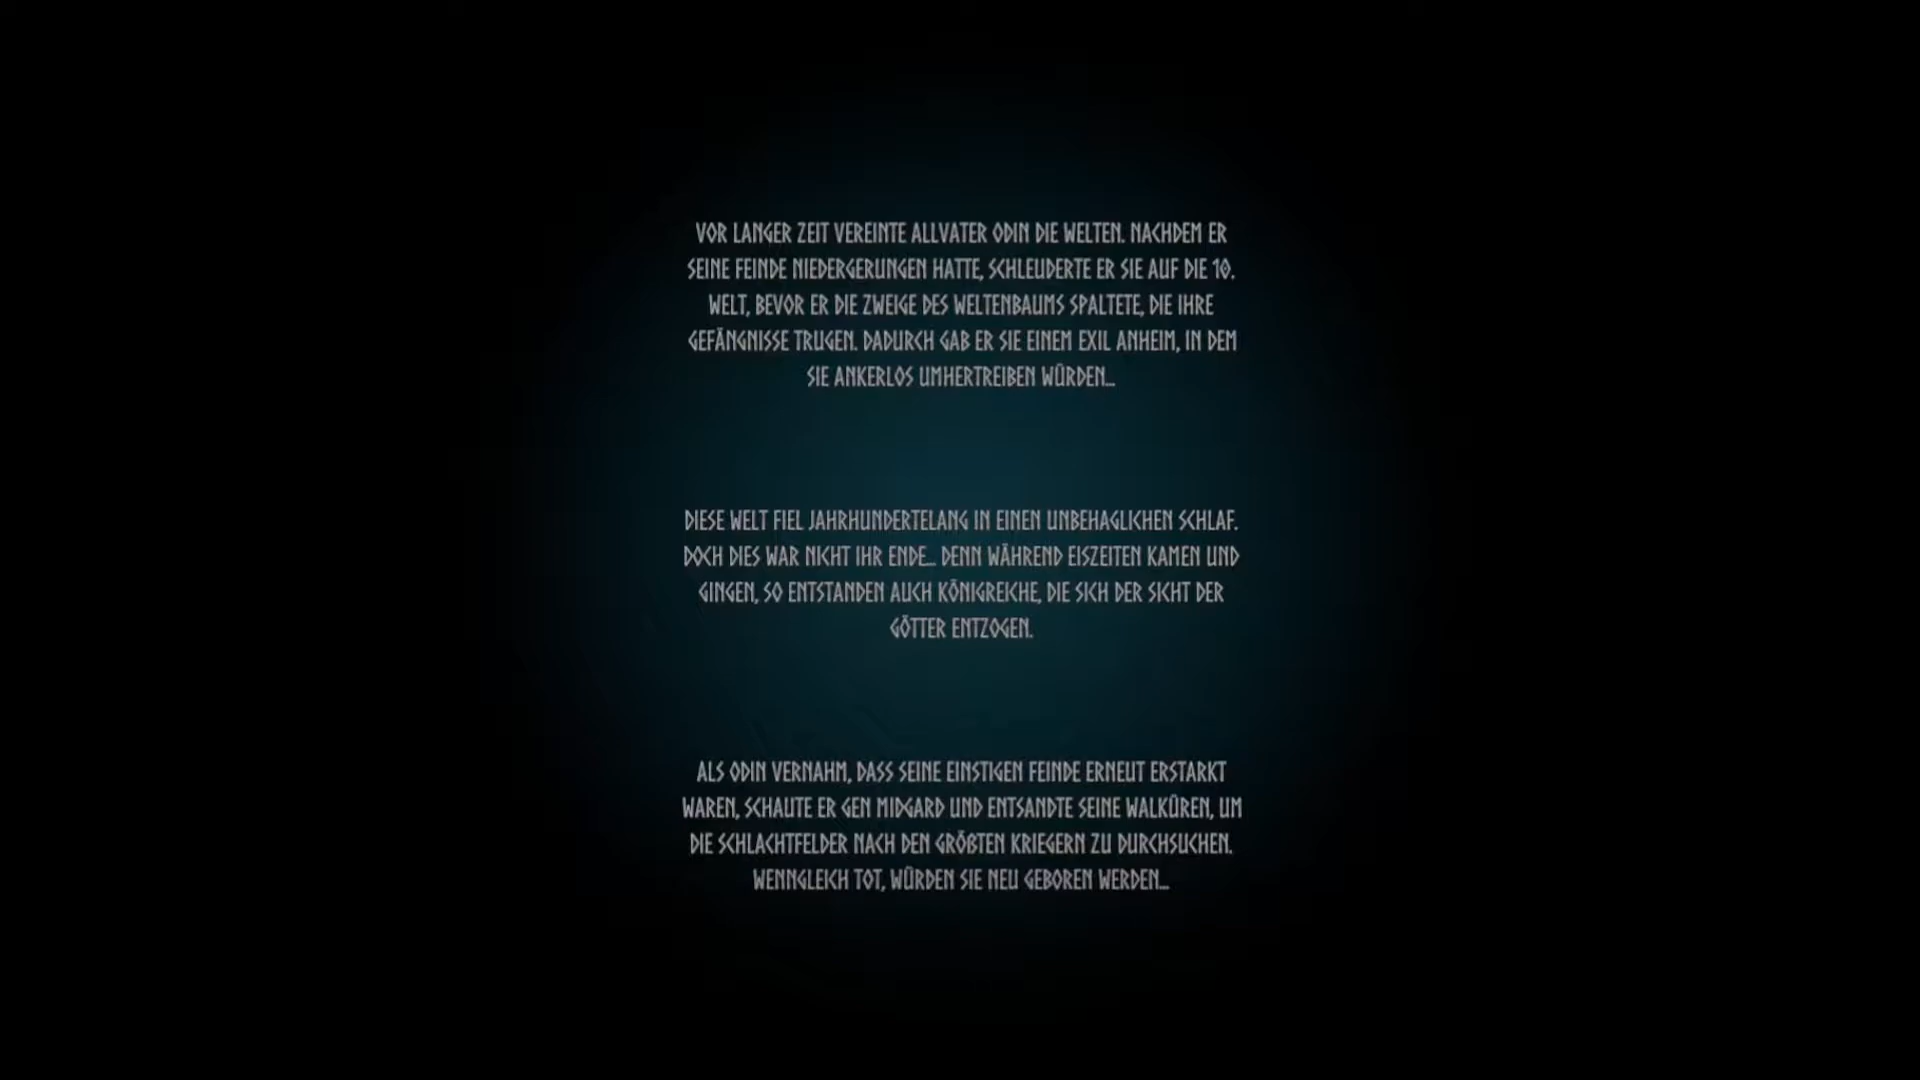 VOR LANGER ZEIT VEREINTE ALLVATER ODIN DIE WELTEN. NACHDEM ER
SEINE FEINDE NIEDERGERUNGEN HATTE, SCHLEUDERTE ER SIE AUF DIE 10.
WELT, BEVOR ER DIE ZWEIGE DES WELTENBAUMS SPALTETE, DIE IHRE
GEFÄNGNISSE TRUGEN. DADURCH GAB ER SIE EINEM EXIL ANHEIM, IN DEM
SIE ANKERLOS UMHERTREIBEN WÜRDEN...
DIESE WELT FIEL JAHRHUNDERTELANG IN EINEN UNBEHAGLICHEN SCHLAF.
DOCH DIES WAR NICHT IHR ENDE... DENN WÄHREND EISZEITEN KAMEN UND
GINGEN, SO ENTSTANDEN AUCH KÖNIGREICHE, DIE SICH DER SICHT DER
GÖTTER ENTZOGEN.
ALS ODIN VERNAHM, DASS SEINE EINSTIGEN FEINDE ERNEUT ERSTARKT
WAREN, SCHAUTE ER GEN MIDGARD UND ENTSANDTE SEINE WALKÜREN, UM
DIE SCHLACHTFELDER NACH DEN GRÖßTEN KRIEGERN ZU DURCHSUCHEN.
WENNGLEICH TOT, WÜRDEN SIE NEU GEBOREN WERDEN...